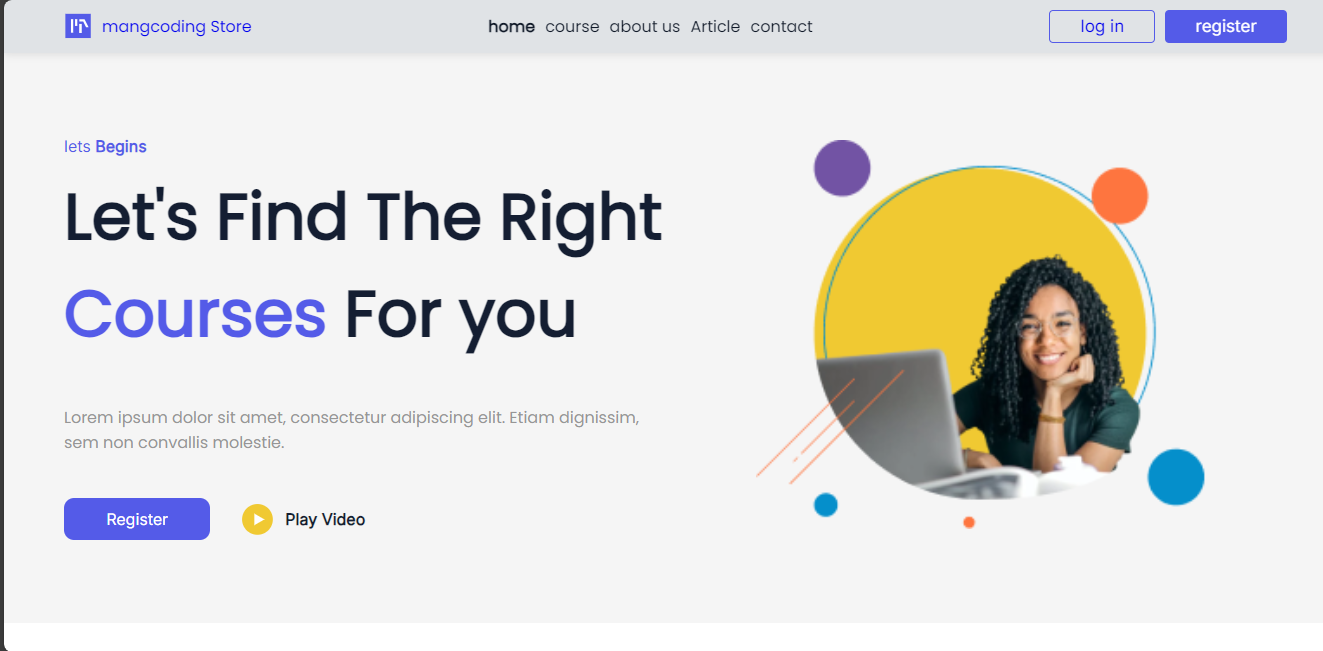 mangcoding Store
home course about us Article contact
log in
register
lets Begins
Let's Find The Right
Courses For you
Lorem ipsum dolor sit amet, consectetur adipiscing elit. Etiam dignissim,
sem non convallis molestie.
Register
Play Video